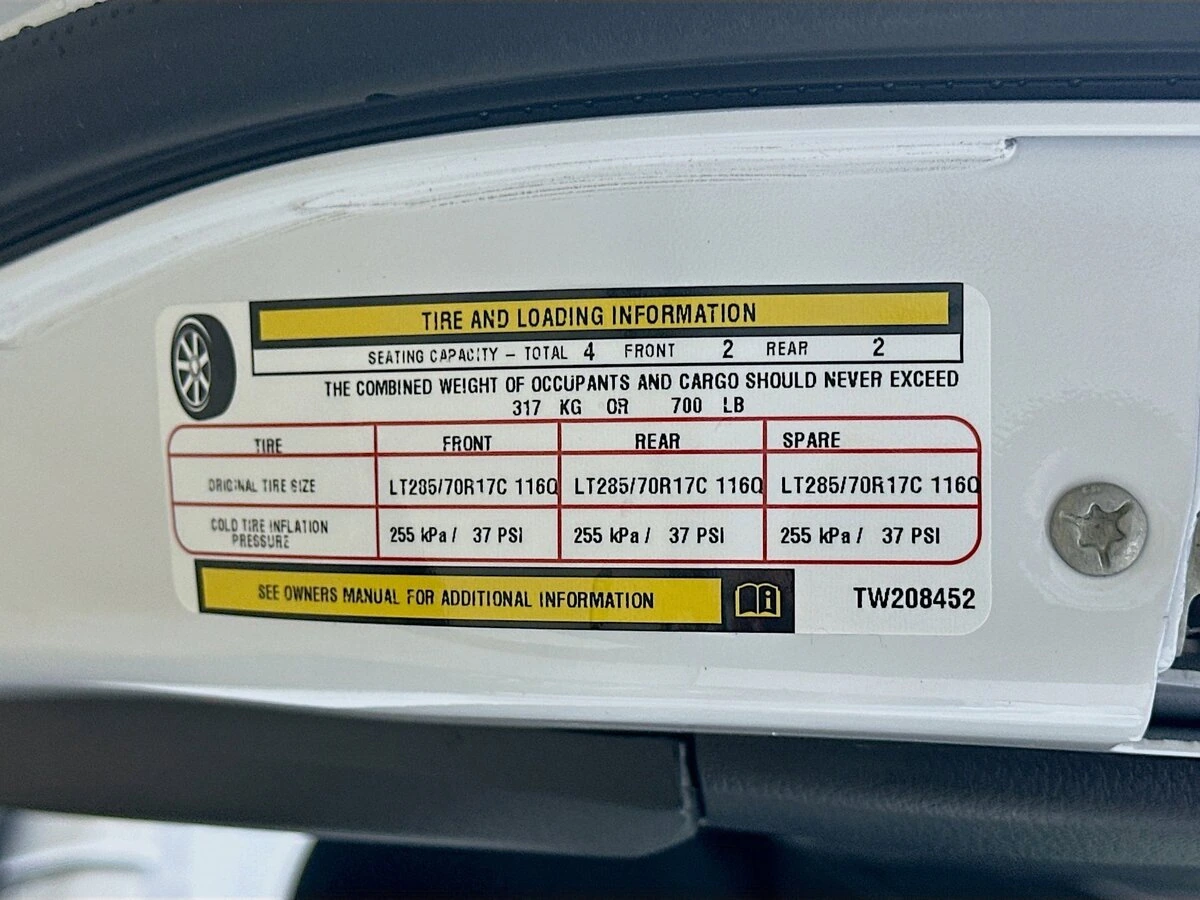 TIRE AND LOADING INFORMATION
SEATING CAPACITY – TOTAL 4 FRONT 2 REAR 2
THE COMBINED WEIGHT OF OCCUPANTS AND CARGO SHOULD NEVER EXCEED
317 KG OR 700 LB
TIRE FRONT REAR SPARE
ORIGINAL TIRE SIZE LT285/70R17C 116Q LT285/70R17C 116Q LT285/70R17C 116Q
COLD TIRE INFLATION
PRESSURE 255 kPa / 37 PSI 255 kPa / 37 PSI 255 kPa / 37 PSI
SEE OWNERS MANUAL FOR ADDITIONAL INFORMATION
TW208452